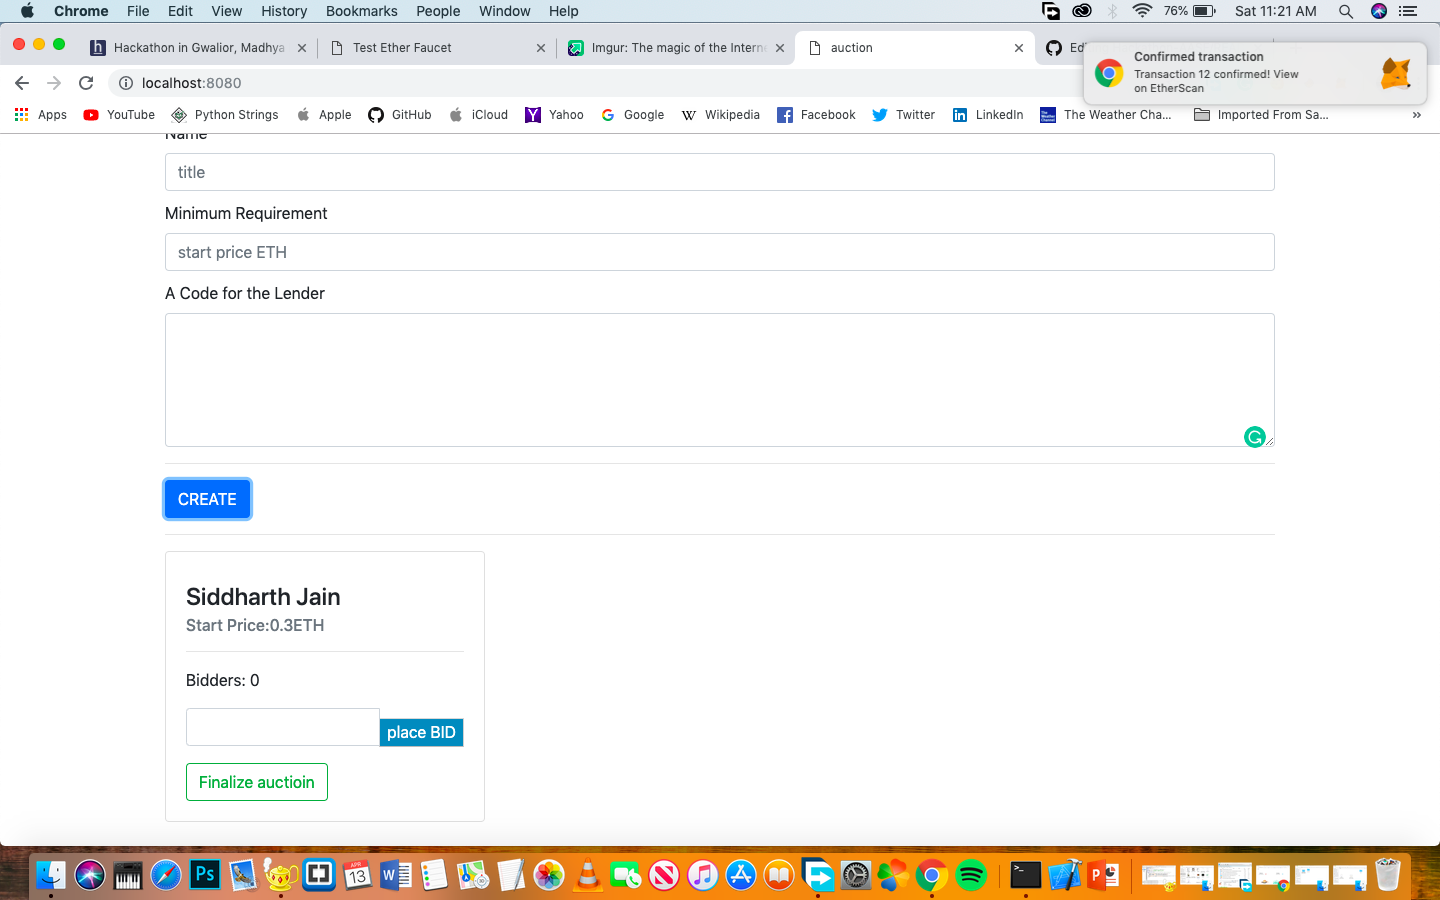 Chrome File Edit View History Bookmarks People Window Help 76% Sat 11:21 AM
Hackathon in Gwalior, Madhya Test Ether Faucet Imgur: The magic of the Intern auction Ed
Confirmed transaction
Transaction 12 confirmed! View
on EtherScan
localhost:8080
Apps YouTube Python Strings Apple GitHub iCloud Yahoo Google Wikipedia Facebook Twitter LinkedIn The Weather Cha... Imported From Sa... »
Name
title
Minimum Requirement
start price ETH
A Code for the Lender
CREATE
Siddharth Jain
Start Price:0.3ETH
Bidders: 0
place BID
Finalize auctioin
Ps APR 13 W P